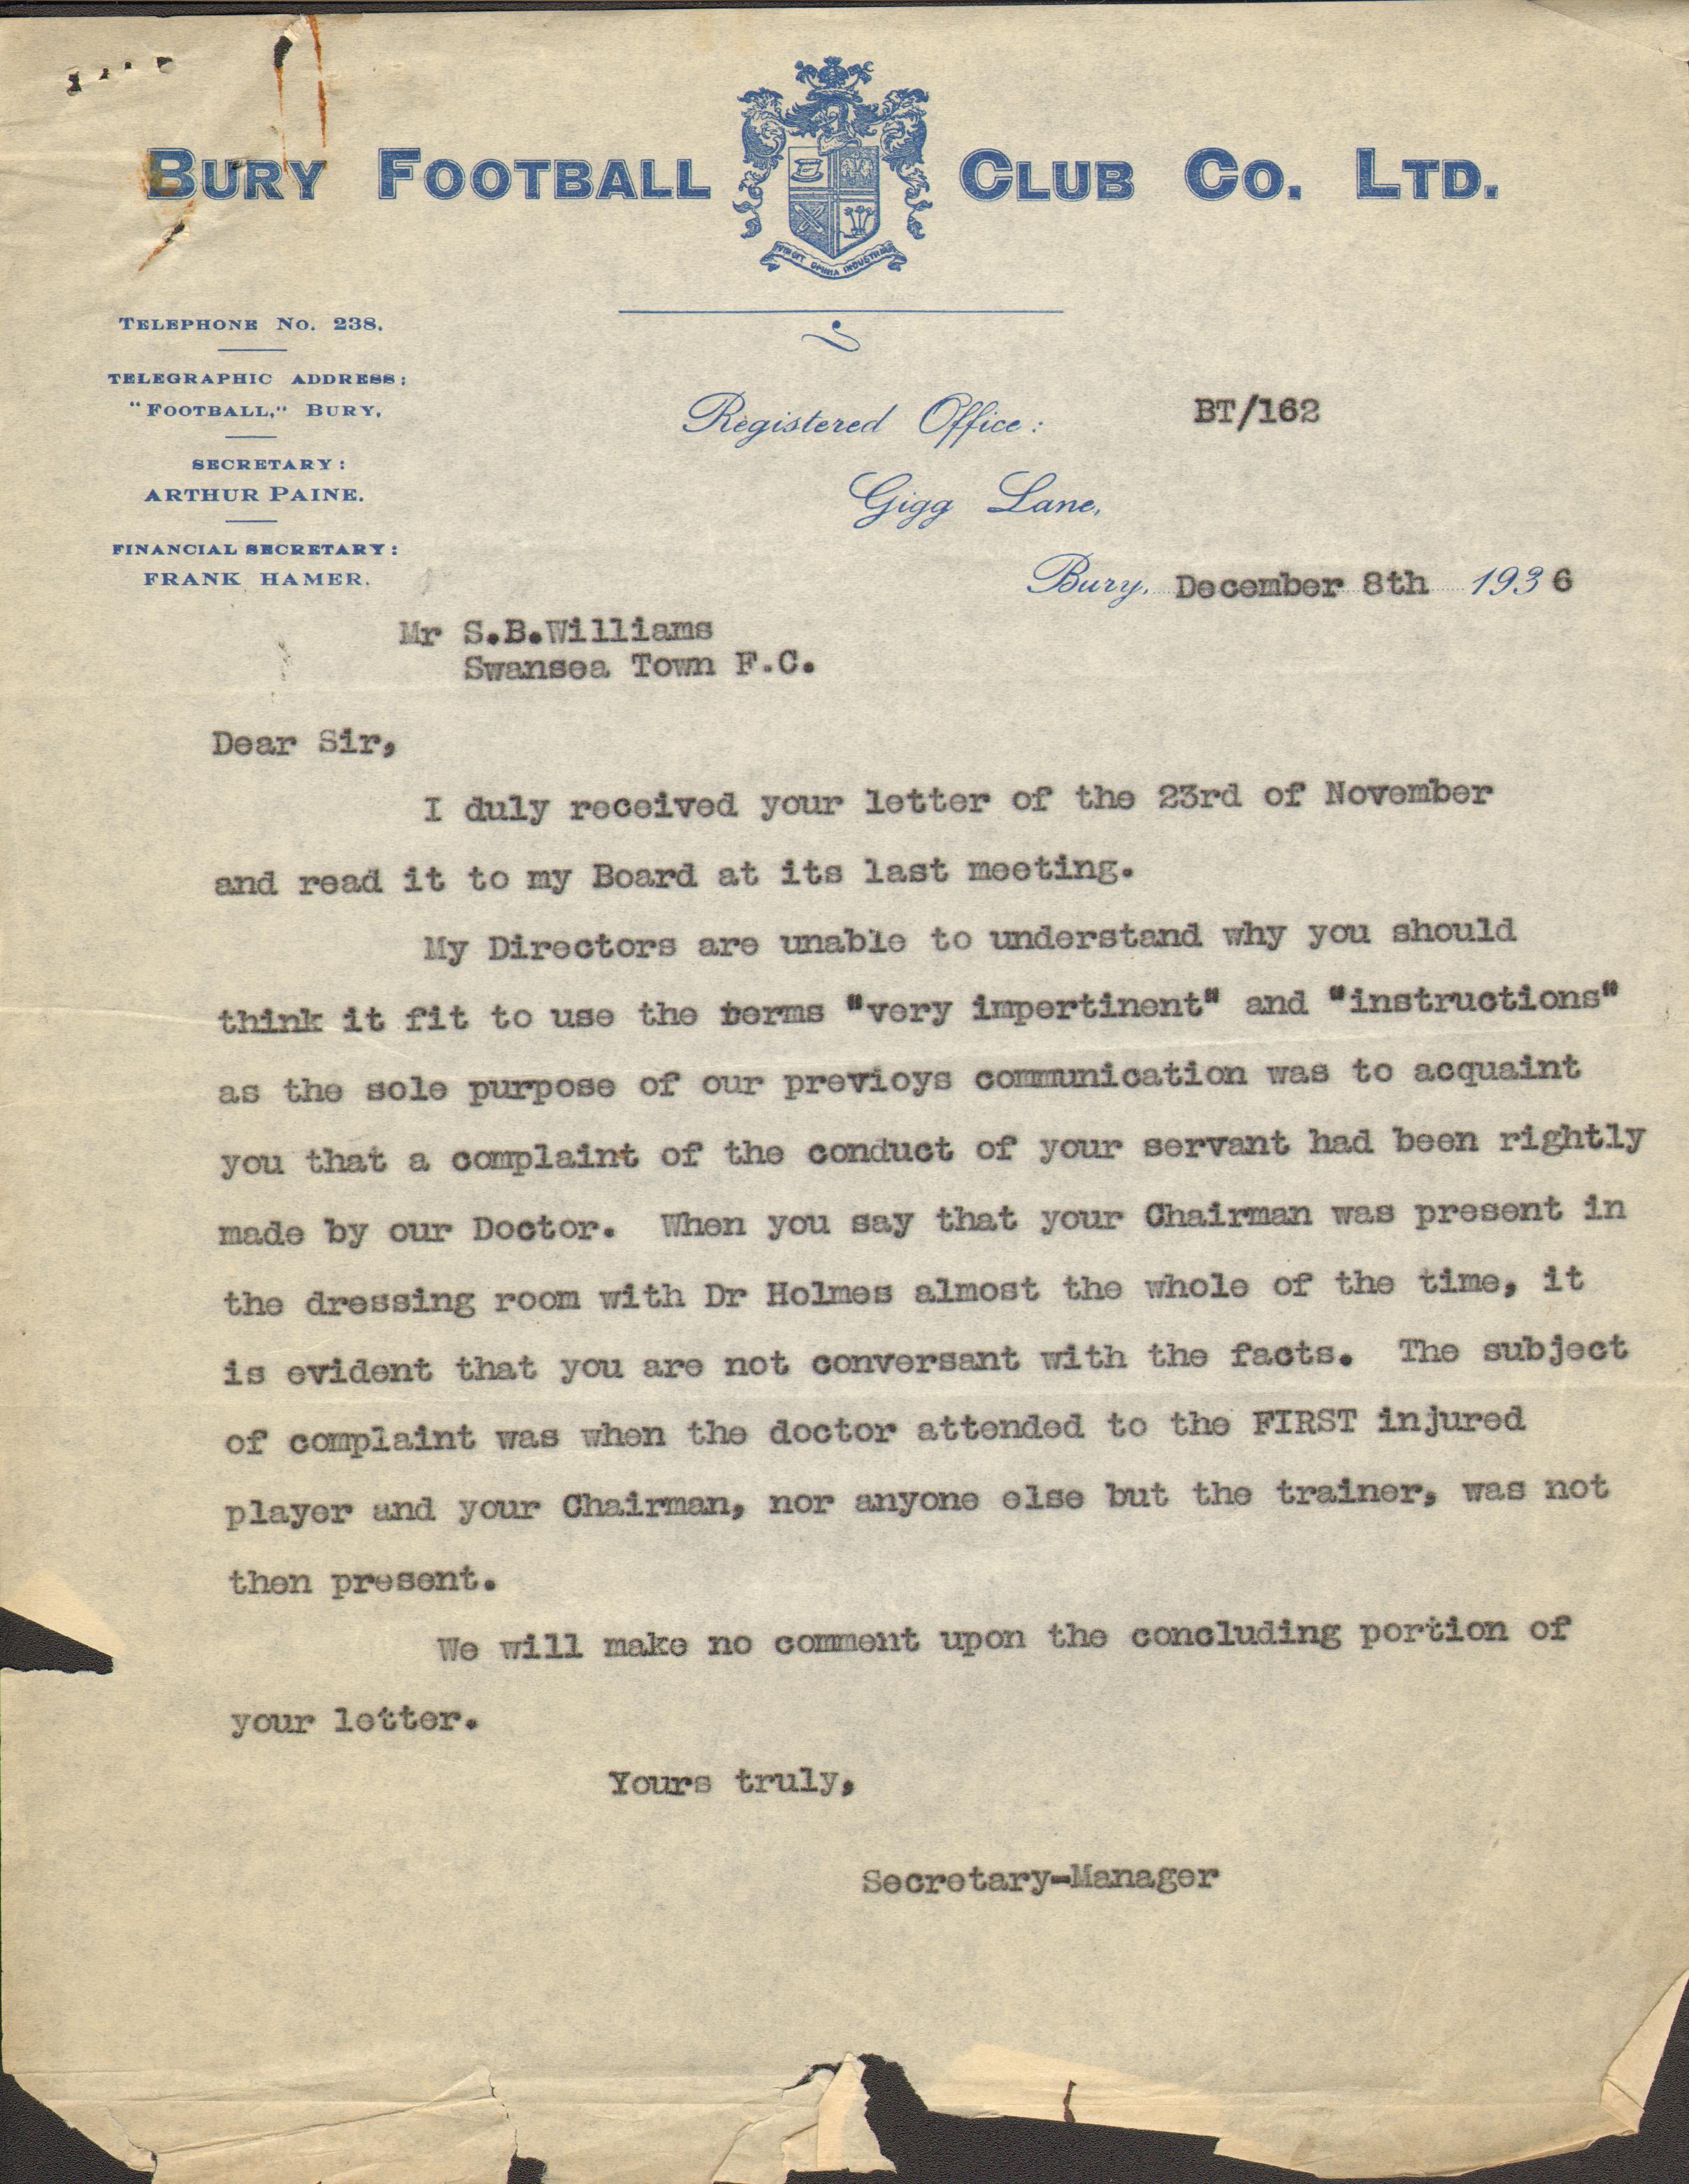 BURY FOOTBALL CLUB CO. LTD.
VINCIT OMNIA INDUSTRIA
TELEPHONE NO. 238.
TELEGRAPHIC ADDRESS:
"FOOTBALL," BURY.
SECRETARY:
ARTHUR PAINE.
FINANCIAL SECRETARY:
FRANK HAMER.
Registered Office:
BT/162
Gigg Lane,
Bury, December 8th 1936
Mr S.B.Williams
Swansea Town F.C.
Dear Sir,
I duly received your letter of the 23rd of November
and read it to my Board at its last meeting.
My Directors are unable to understand why you should
think it fit to use the terms "very impertinent" and "instructions"
as the sole purpose of our previoys communication was to acquaint
you that a complaint of the conduct of your servant had been rightly
made by our Doctor. When you say that your Chairman was present in
the dressing room with Dr Holmes almost the whole of the time, it
is evident that you are not conversant with the facts. The subject
of complaint was when the doctor attended to the FIRST injured
player and your Chairman, nor anyone else but the trainer, was not
then present.
We will make no comment upon the concluding portion of
your letter.
Yours truly,
Secretary-Manager